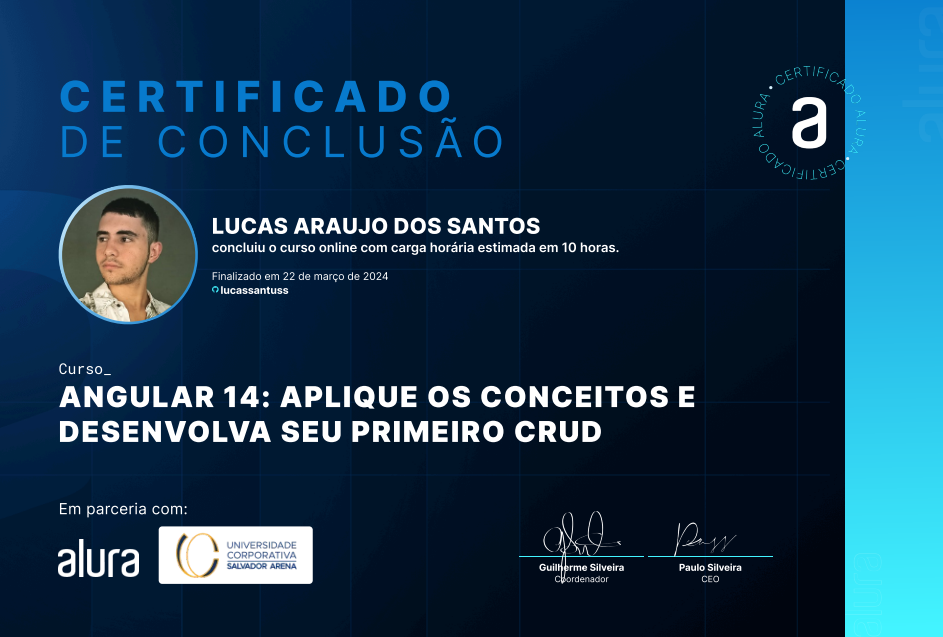 CERTIFICADO
DE CONCLUSÃO
CERTIFICADO ALURA • CERTIFICADO ALURA •
a
LUCAS ARAUJO DOS SANTOS
concluiu o curso online com carga horária estimada em 10 horas.
Finalizado em 22 de março de 2024
lucassantuss
Curso_
ANGULAR 14: APLIQUE OS CONCEITOS E
DESENVOLVA SEU PRIMEIRO CRUD
Em parceria com:
alura
UNIVERSIDADE
CORPORATIVA
SALVADOR ARENA
Guilherme Silveira
Coordenador
Paulo Silveira
CEO
alura
alura